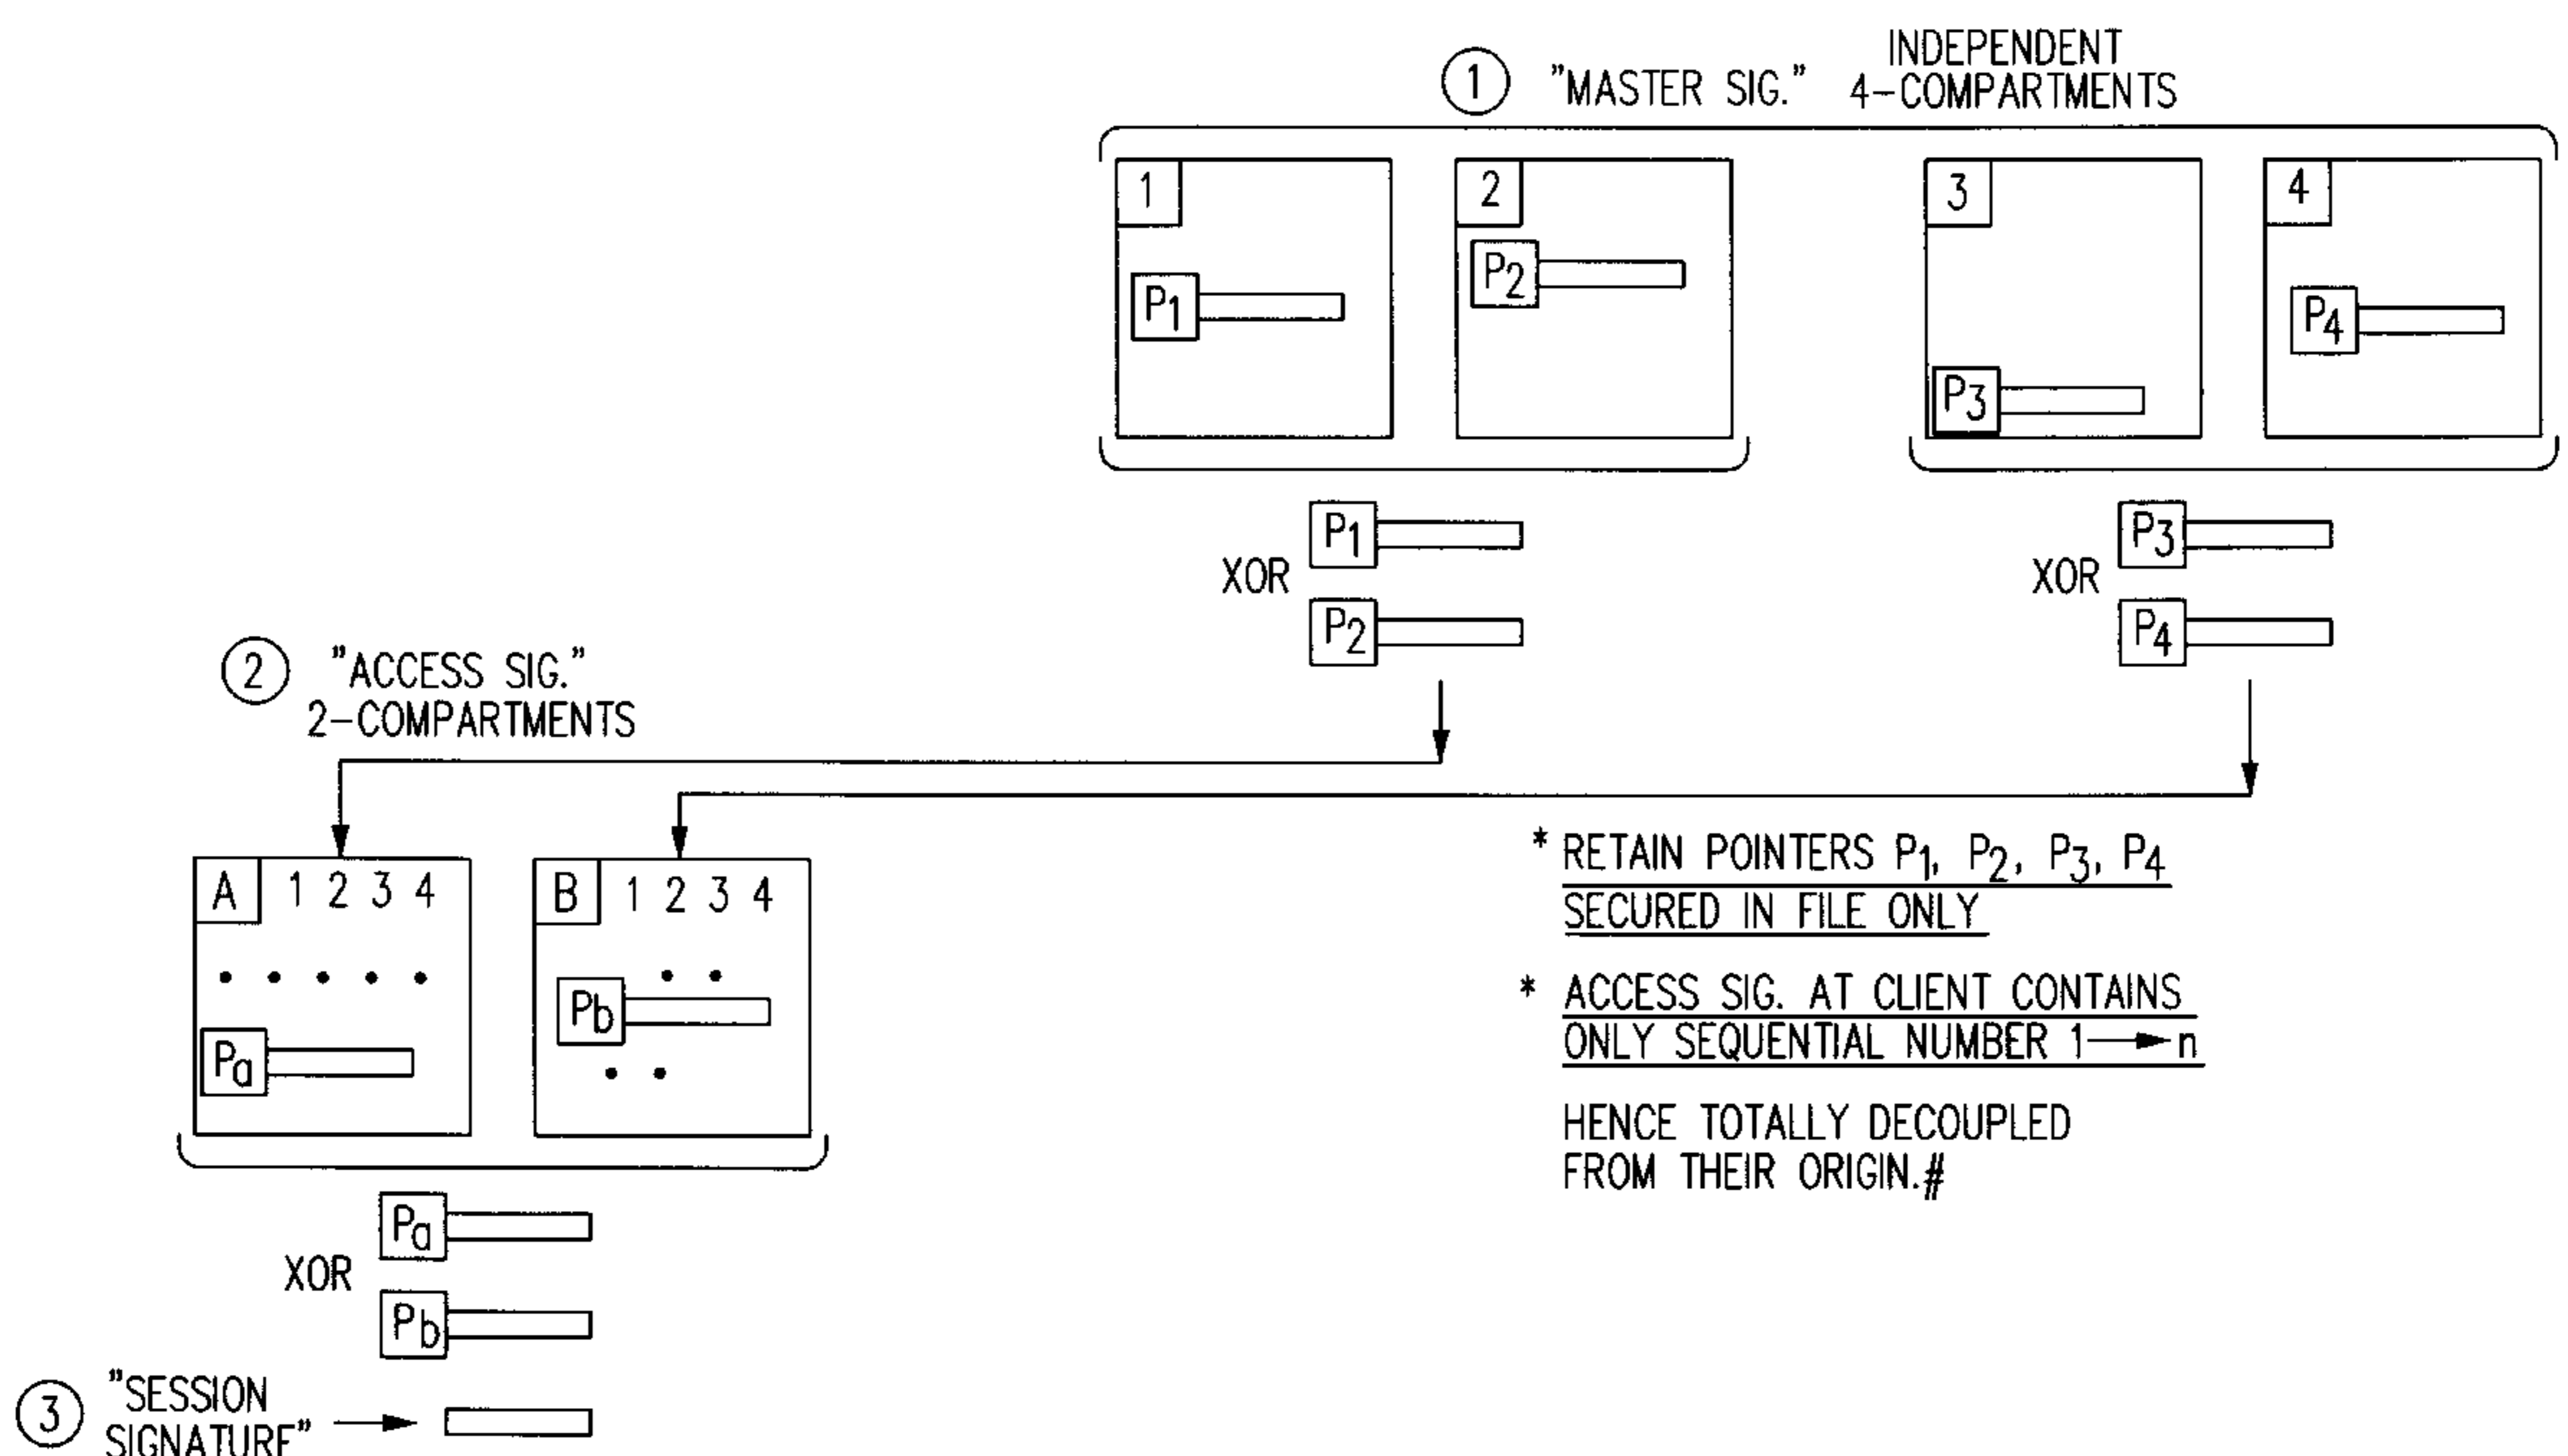 ① "MASTER SIG."
INDEPENDENT
4-COMPARTMENTS
1
2
3
4
P1
P2
P3
P4
P1
XOR
P2
P3
XOR
P4
② "ACCESS SIG."
2-COMPARTMENTS
A 1 2 3 4
B 1 2 3 4
Pa
Pb
* RETAIN POINTERS P1, P2, P3, P4
SECURED IN FILE ONLY
* ACCESS SIG. AT CLIENT CONTAINS
ONLY SEQUENTIAL NUMBER 1→n
HENCE TOTALLY DECOUPLED
FROM THEIR ORIGIN.#
Pa
XOR
Pb
③ "SESSION
SIGNATURE"